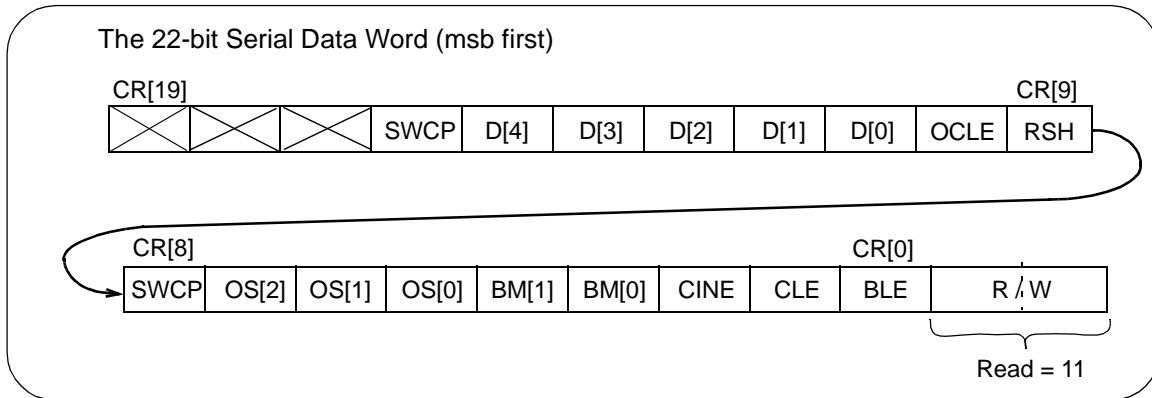 The 22-bit Serial Data Word (msb first)
CR[19] CR[9]
SWCP D[4] D[3] D[2] D[1] D[0] OCLE RSH
CR[8] CR[0]
SWCP OS[2] OS[1] OS[0] BM[1] BM[0] CINE CLE BLE R / W
Read = 11